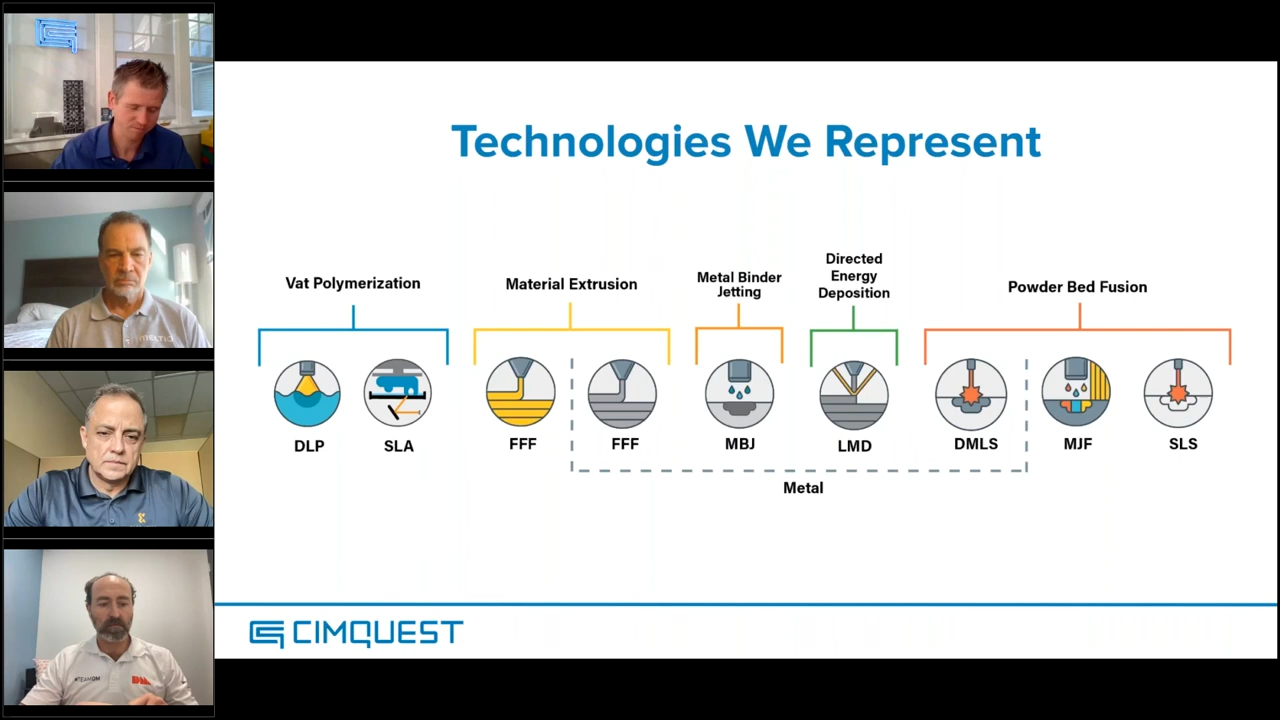 Technologies We Represent
Vat Polymerization
Material Extrusion
Metal Binder
Jetting
Directed
Energy
Deposition
Powder Bed Fusion
DLP
SLA
FFF
FFF
MBJ
LMD
DMLS
MJF
SLS
Metal
CIMQUEST
#TEAMDM